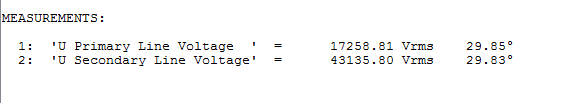 MEASUREMENTS:
1: 'U Primary Line Voltage ' = 17258.81 Vrms 29.85°
2: 'U Secondary Line Voltage' = 43135.80 Vrms 29.83°